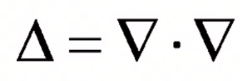 Δ = ∇ · ∇